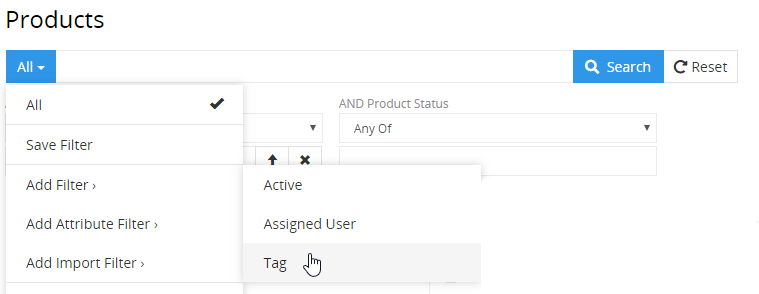 Products
All
Search
Reset
All
AND Product Status
Any Of
Save Filter
Add Filter ›
Active
Add Attribute Filter ›
Assigned User
Add Import Filter ›
Tag